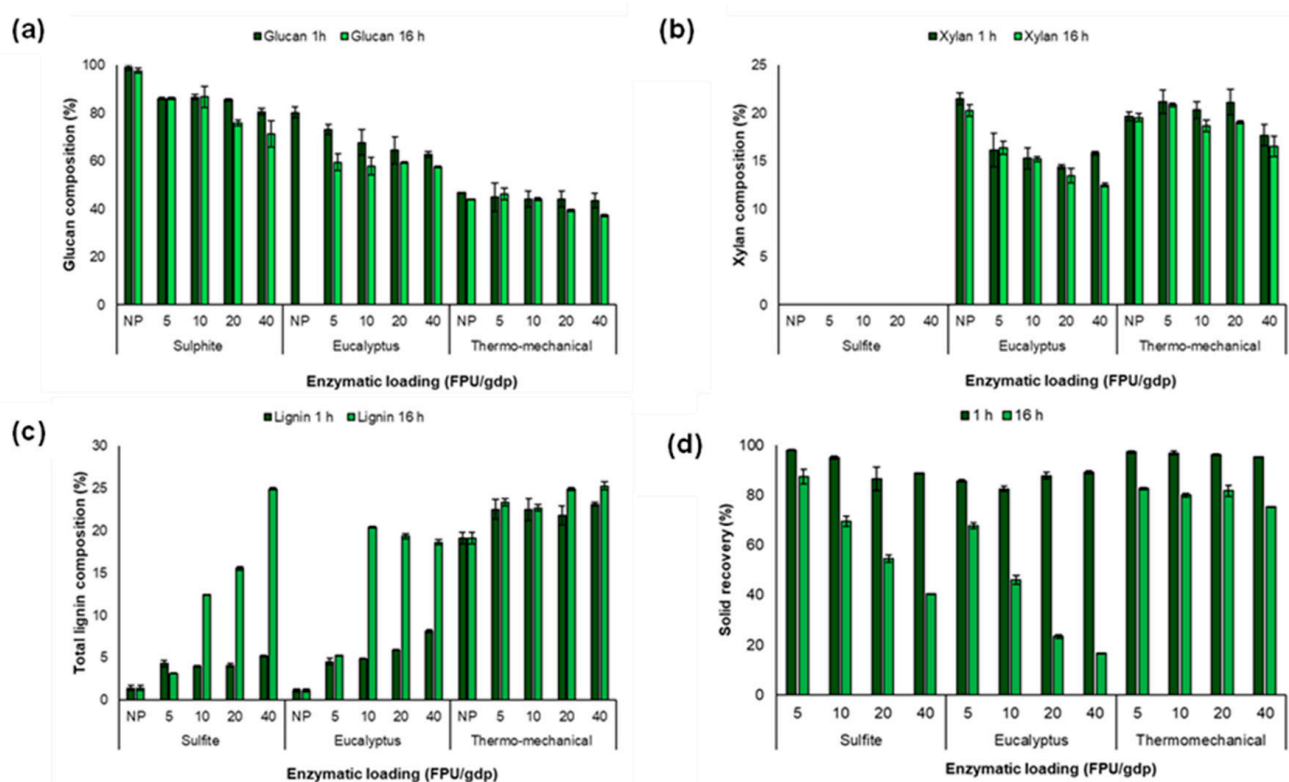 (a)
Glucan 1h Glucan 16 h
Glucan composition (%)
100
80
60
40
20
0
NP 5 10 20 40 NP 5 10 20 40 NP 5 10 20 40
Sulphite Eucalyptus Thermo-mechanical
Enzymatic loading (FPU/gdp)
(b)
Xylan 1 h Xylan 16 h
Xylan composition (%)
25
20
15
10
5
0
NP 5 10 20 40 NP 5 10 20 40 NP 5 10 20 40
Sulfite Eucalyptus Thermo-mechanical
Enzymatic loading (FPU/gdp)
(c)
Lignin 1 h Lignin 16 h
Total lignin composition (%)
30
25
20
15
10
5
0
NP 5 10 20 40 NP 5 10 20 40 NP 5 10 20 40
Sulfite Eucalyptus Thermo-mechanical
Enzymatic loading (FPU/gdp)
(d)
1 h 16 h
Solid recovery (%)
100
80
60
40
20
0
5 10 20 40 5 10 20 40 5 10 20 40
Sulfite Eucalyptus Thermomechanical
Enzymatic loading (FPU/gdp)